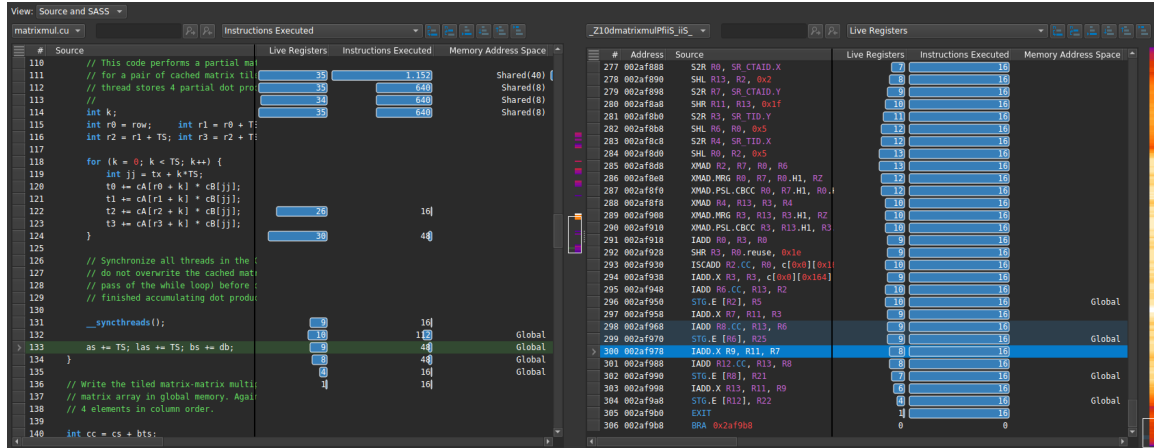 View: Source and SASS
matrixmul.cu Instructions Executed
# Source Live Registers Instructions Executed Memory Address Space
110 // This code performs a partial mat
111 // for a pair of cached matrix til 35 1.152 Shared(40)
112 // thread stores 4 partial dot pro 35 640 Shared(8)
113 // 34 640 Shared(8)
114 int k; 35 640 Shared(8)
115 int r0 = row; int r1 = r0 + TS
116 int r2 = r1 + TS; int r3 = r2 + TS
117
118 for (k = 0; k < TS; k++) {
119 int jj = tx + k*TS;
120 t0 += cA[r0 + k] * cB[jj];
121 t1 += cA[r1 + k] * cB[jj];
122 t2 += cA[r2 + k] * cB[jj]; 26 16
123 t3 += cA[r3 + k] * cB[jj];
124 } 30 48
125
126 // Synchronize all threads in the
127 // do not overwrite the cached mat
128 // pass of the while loop) before
129 // finished accumulating dot produc
130
131 __syncthreads(); 9 16
132 10 112 Global
133 as += TS; las += TS; bs += db; 9 48 Global
134 } 8 48 Global
135 4 16 Global
136 // Write the tiled matrix-matrix multi 1 16
137 // matrix array in global memory. Agai
138 // 4 elements in column order.
139
140 int cc = cs + bts;
_Z10dmatrixmulPfiiS_iiS_ Live Registers
# Address Source Live Registers Instructions Executed Memory Address Space
277 002af888 S2R R0, SR_CTAID.X 7 16
278 002af890 SHL R13, R2, 0x2 8 16
279 002af898 S2R R7, SR_CTAID.Y 9 16
280 002af8a8 SHR R11, R13, 0x1f 10 16
281 002af8b0 S2R R3, SR_TID.Y 11 16
282 002af8b8 SHL R6, R0, 0x5 12 16
283 002af8c8 S2R R4, SR_TID.X 12 16
284 002af8d0 SHL R0, R2, 0x5 13 16
285 002af8d8 XMAD R2, R7, R0, R6 13 16
286 002af8e8 XMAD.MRG R0, R7, R0.H1, RZ 12 16
287 002af8f0 XMAD.PSL.CBCC R0, R7.H1, R0. 10 16
288 002af8f8 XMAD R4, R13, R3, R4 10 16
289 002af908 XMAD.MRG R3, R13, R3.H1, RZ 10 16
290 002af910 XMAD.PSL.CBCC R3, R13.H1, R3 10 16
291 002af918 IADD R0, R3, R0 9 16
292 002af928 SHR R3, R0.reuse, 0x1e 9 16
293 002af930 ISCADD R2.CC, R0, c[0x0][0x1 10 16
294 002af938 IADD.X R3, R3, c[0x0][0x164] 9 16
295 002af948 IADD R6.CC, R13, R2 10 16
296 002af950 STG.E [R2], R5 10 16 Global
297 002af958 IADD.X R7, R11, R3 9 16
298 002af968 IADD R8.CC, R13, R6 9 16
299 002af970 STG.E [R6], R25 9 16 Global
300 002af978 IADD.X R9, R11, R7 8 16
301 002af988 IADD R12.CC, R13, R8 8 16
302 002af990 STG.E [R8], R21 7 16 Global
303 002af998 IADD.X R13, R11, R9 6 16
304 002af9a8 STG.E [R12], R22 4 16 Global
305 002af9b0 EXIT 1 16
306 002af9b8 BRA 0x2af9b8 0 0